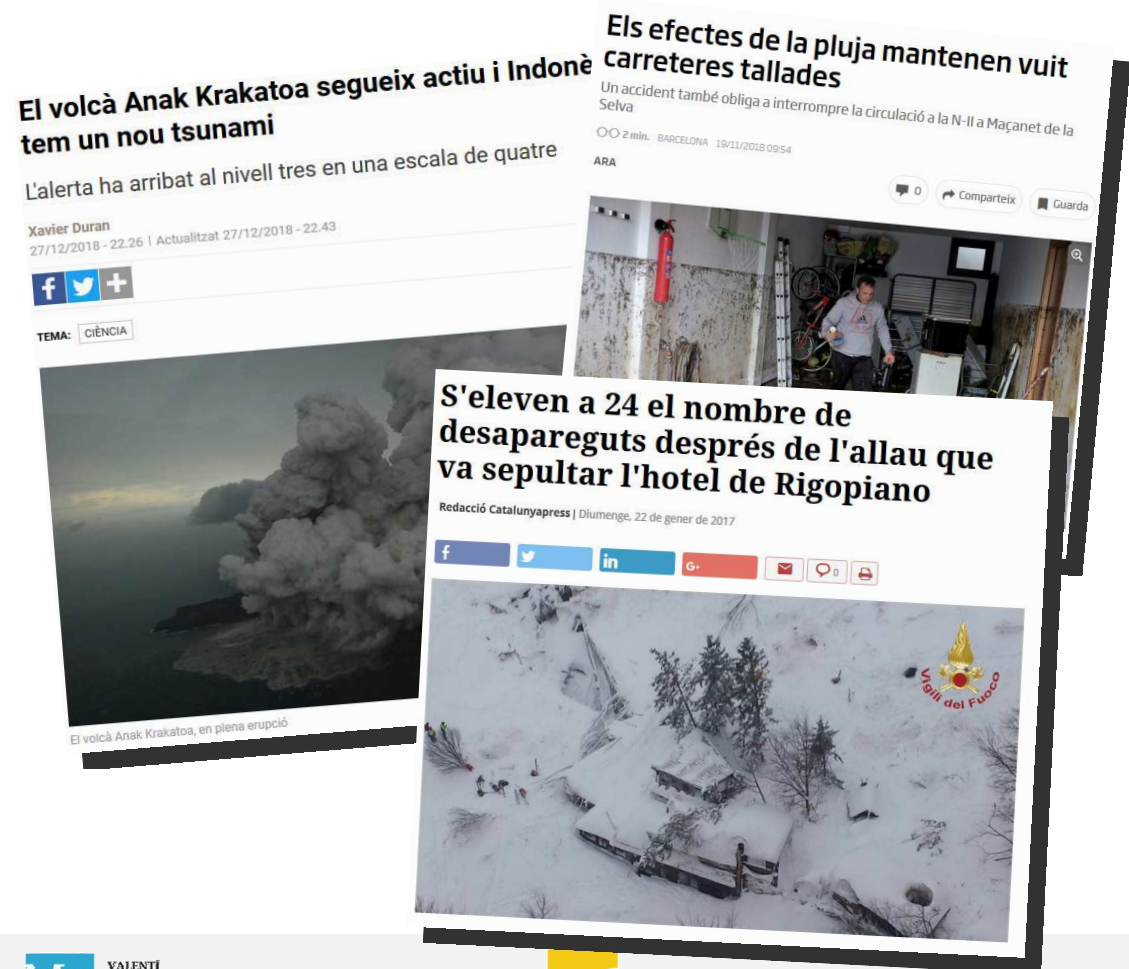 El volcà Anak Krakatoa segueix actiu i Indonè
tem un nou tsunami
L'alerta ha arribat al nivell tres en una escala de quatre
Xavier Duran
27/12/2018 - 22.26 | Actualitzat 27/12/2018 - 22.43
TEMA: CIÈNCIA
El volcà Anak Krakatoa, en plena erupció
Els efectes de la pluja mantenen vuit
carreteres tallades
Un accident també obliga a interrompre la circulació a la N-II a Maçanet de la
Selva
2 min. BARCELONA 19/11/2018 09:54
ARA
0 Comparteix Guarda
S'eleven a 24 el nombre de
desapareguts després de l'allau que
va sepultar l'hotel de Rigopiano
Redacció Catalunyapress | Diumenge, 22 de gener de 2017
f in G+ 0
Vigili del Fuoco
VALENTÍ